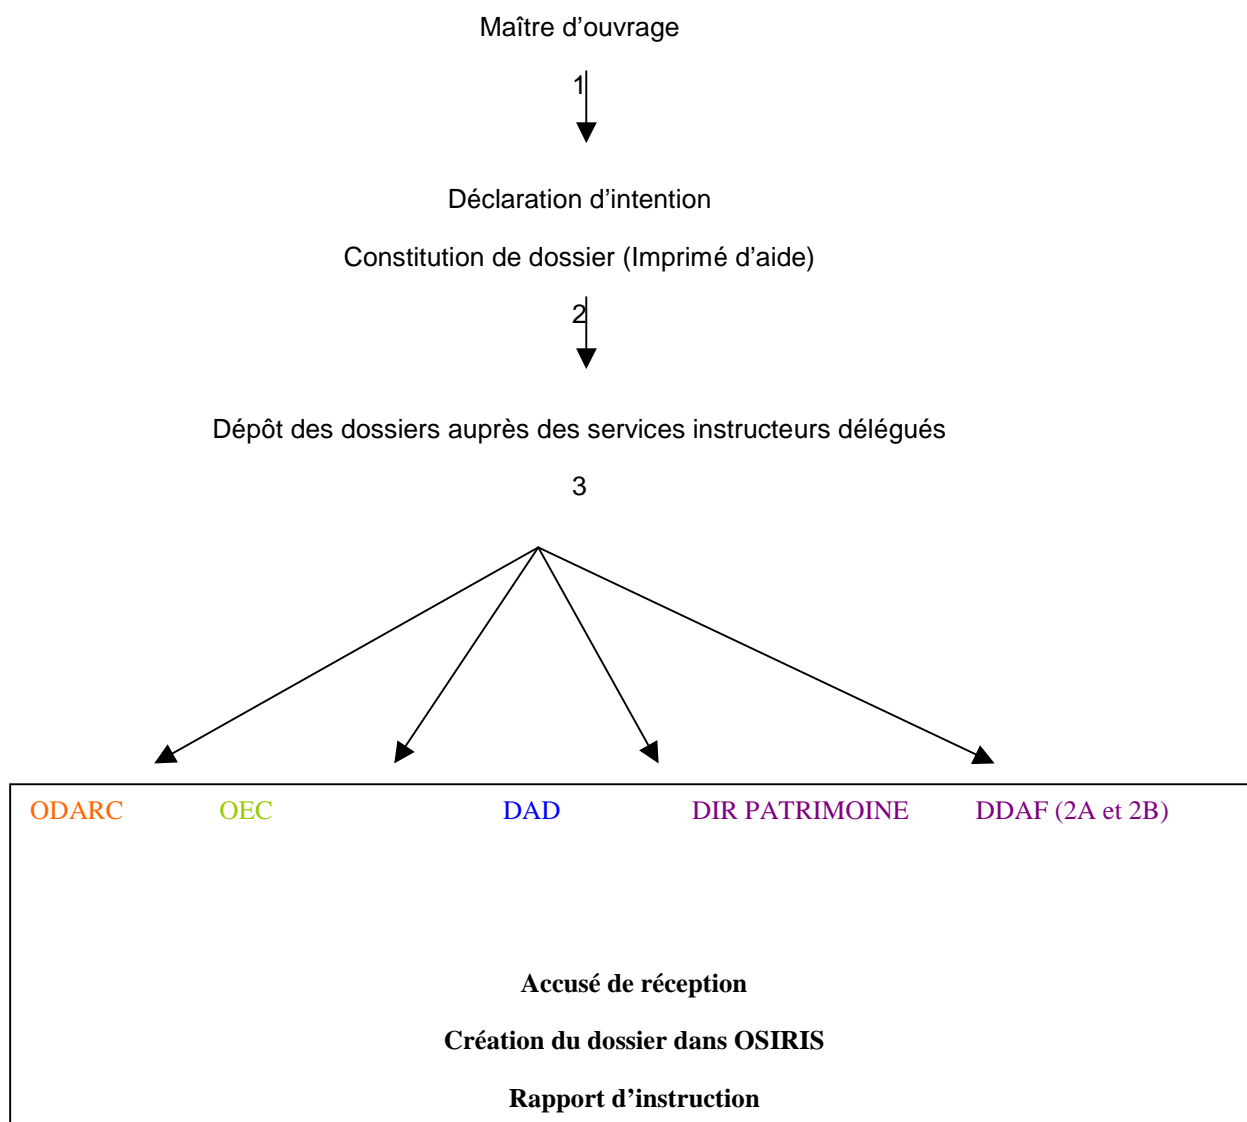 Maître d’ouvrage
1
Déclaration d’intention
Constitution de dossier (Imprimé d’aide)
2
Dépôt des dossiers auprès des services instructeurs délégués
3
ODARC OEC DAD DIR PATRIMOINE DDAF (2A et 2B)
Accusé de réception
Création du dossier dans OSIRIS
Rapport d’instruction